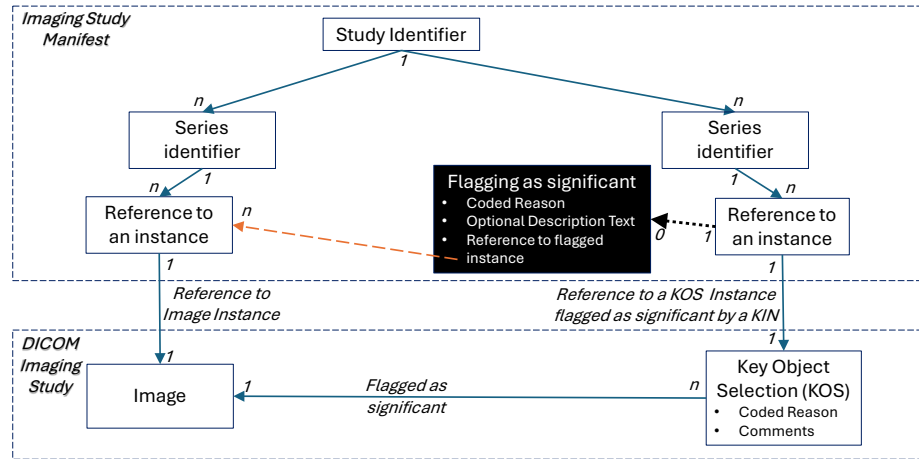 Imaging Study
Manifest
Study Identifier
1
n
n
Series
identifier
1
n
Series
identifier
1
n
Flagging as significant
• Coded Reason
• Optional Description Text
• Reference to flagged
instance
n
Reference to
an instance
1
0
1
Reference to
an instance
1
Reference to
Image Instance
Reference to a KOS Instance
flagged as significant by a KIN
1
1
DICOM
Imaging
Study
Image
1
Flagged as
significant
n
Key Object
Selection (KOS)
• Coded Reason
• Comments